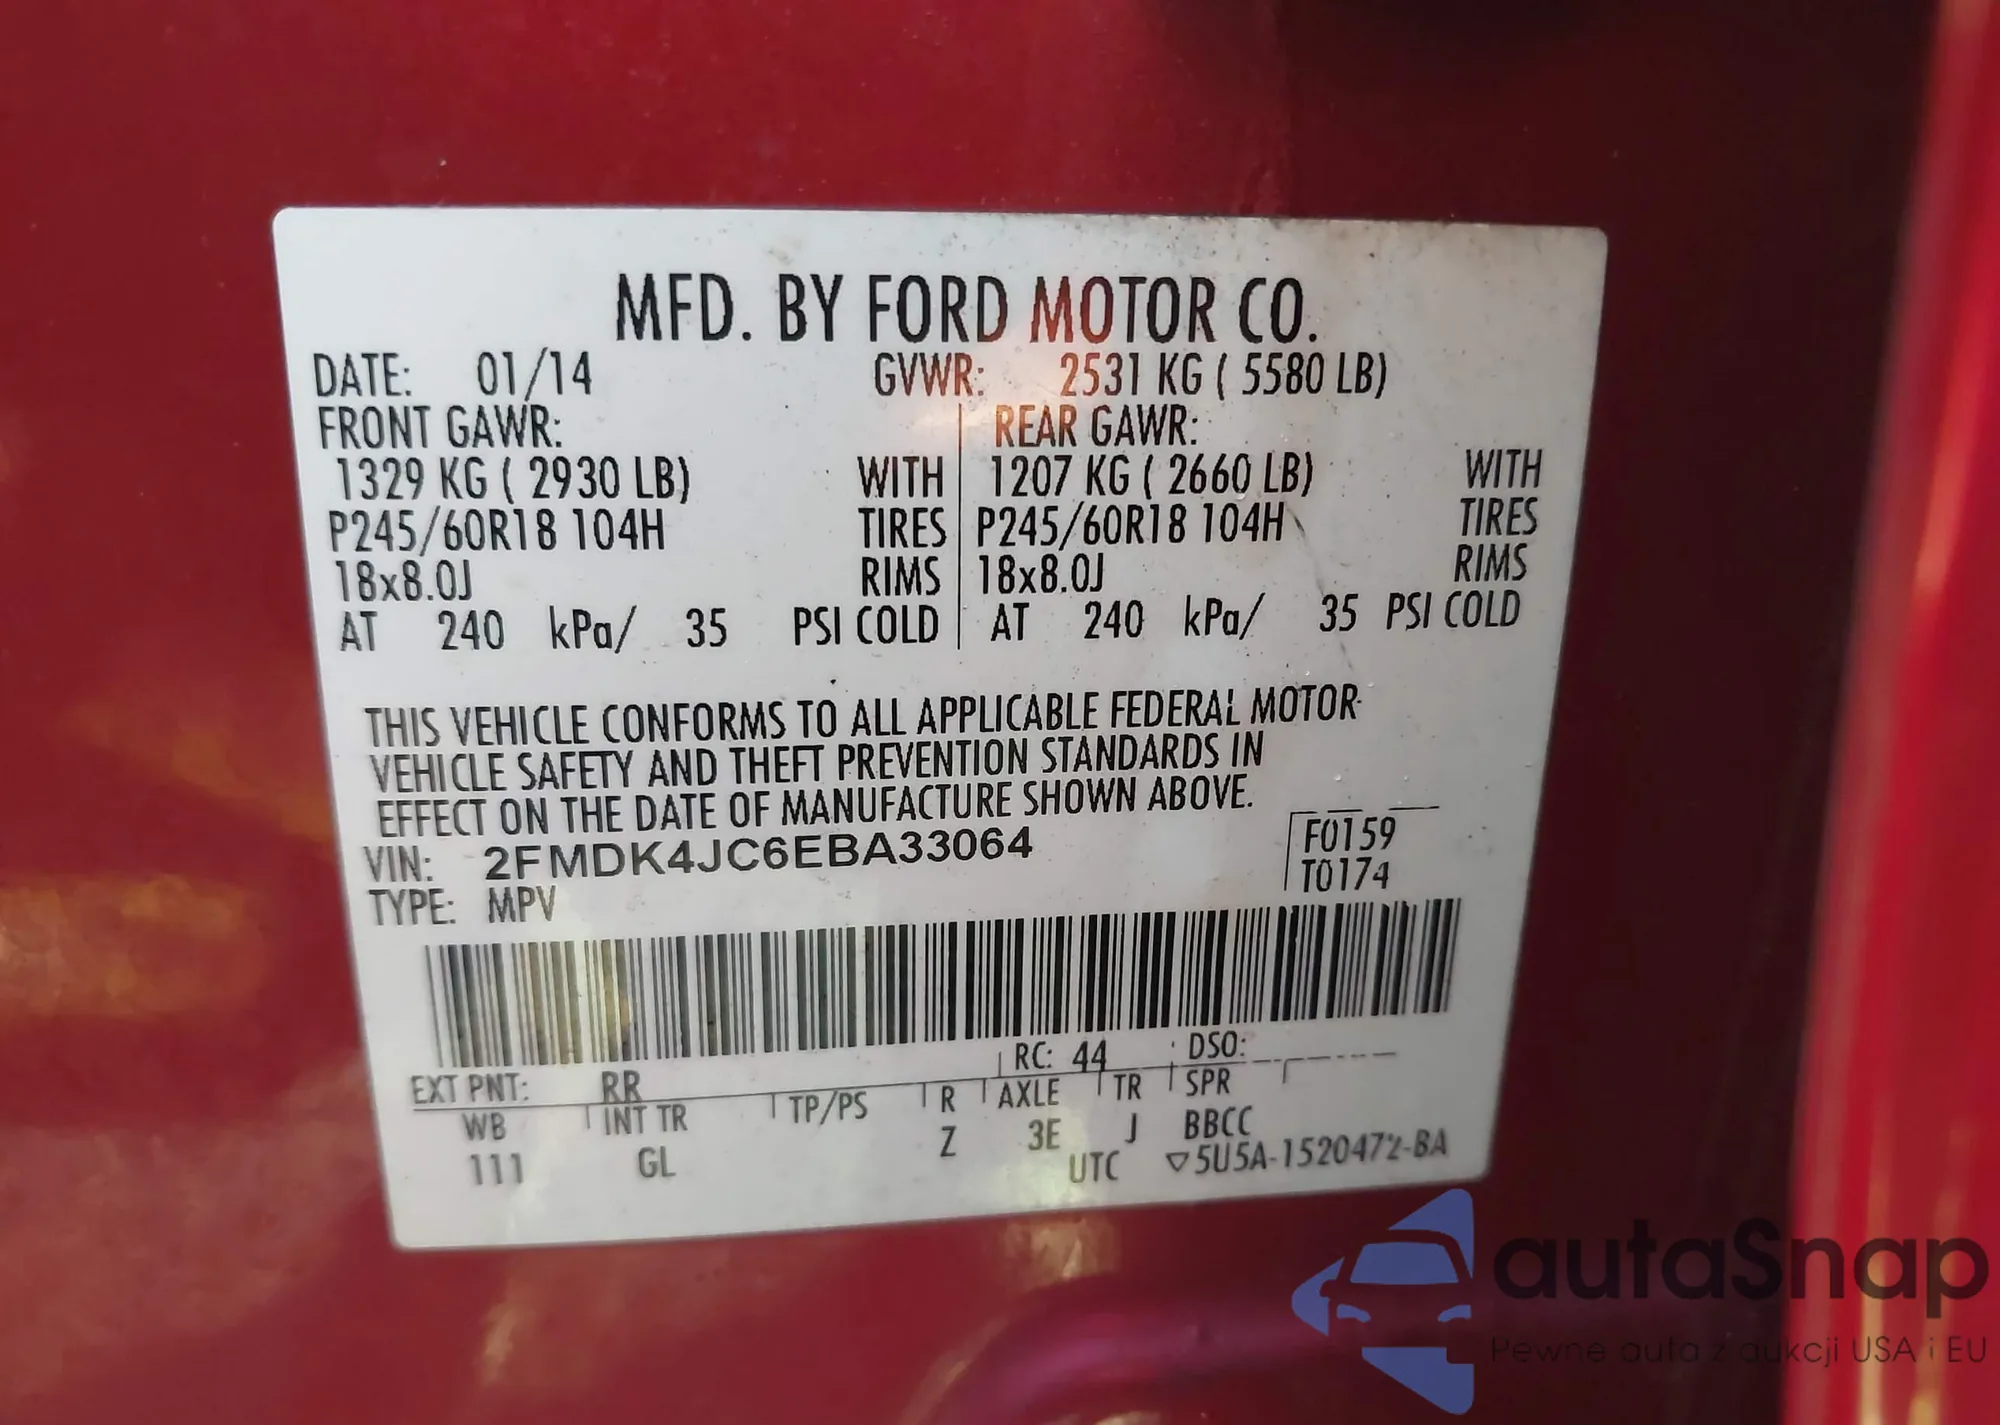 MFD. BY FORD MOTOR CO.
DATE: 01/14 GVWR: 2531 KG ( 5580 LB)
FRONT GAWR: REAR GAWR:
1329 KG ( 2930 LB) WITH 1207 KG ( 2660 LB) WITH
P245/60R18 104H TIRES P245/60R18 104H TIRES
18x8.0J RIMS 18x8.0J RIMS
AT 240 kPa/ 35 PSI COLD AT 240 kPa/ 35 PSI COLD
THIS VEHICLE CONFORMS TO ALL APPLICABLE FEDERAL MOTOR
VEHICLE SAFETY AND THEFT PREVENTION STANDARDS IN
EFFECT ON THE DATE OF MANUFACTURE SHOWN ABOVE.
VIN: 2FMDK4JC6EBA33064 F0159
TYPE: MPV T0174
EXT PNT: RR RC: 44 DSO:
WB INT TR TP/PS R AXLE TR SPR
111 GL Z 3E J BBCC
UTC ▽5U5A-1520472-BA
autaSnap
Pewne auta z aukcji USA i EU